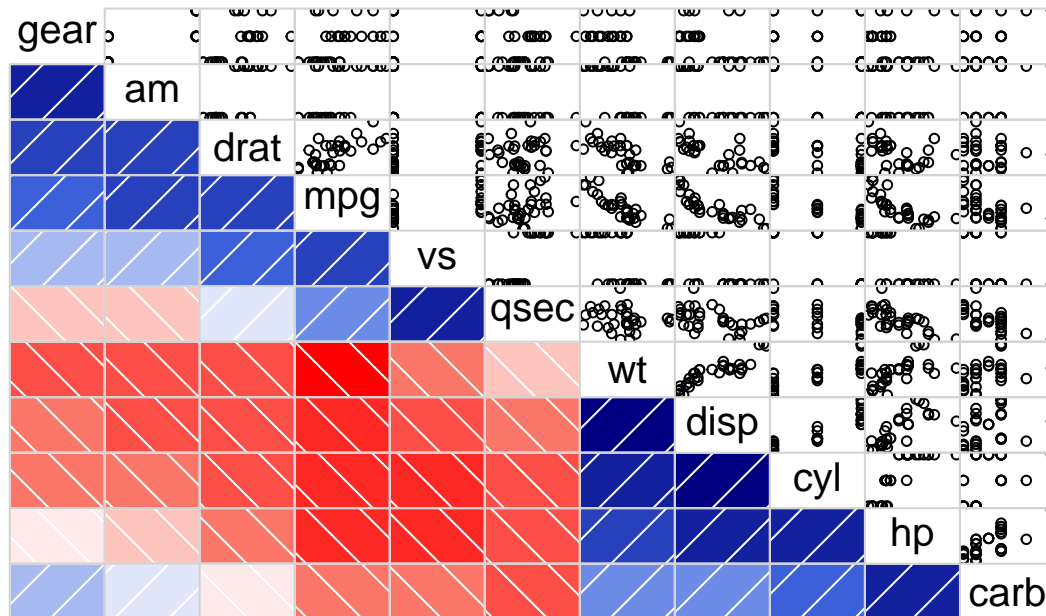 gear
am
drat
mpg
vs
qsec
wt
disp
cyl
hp
carb